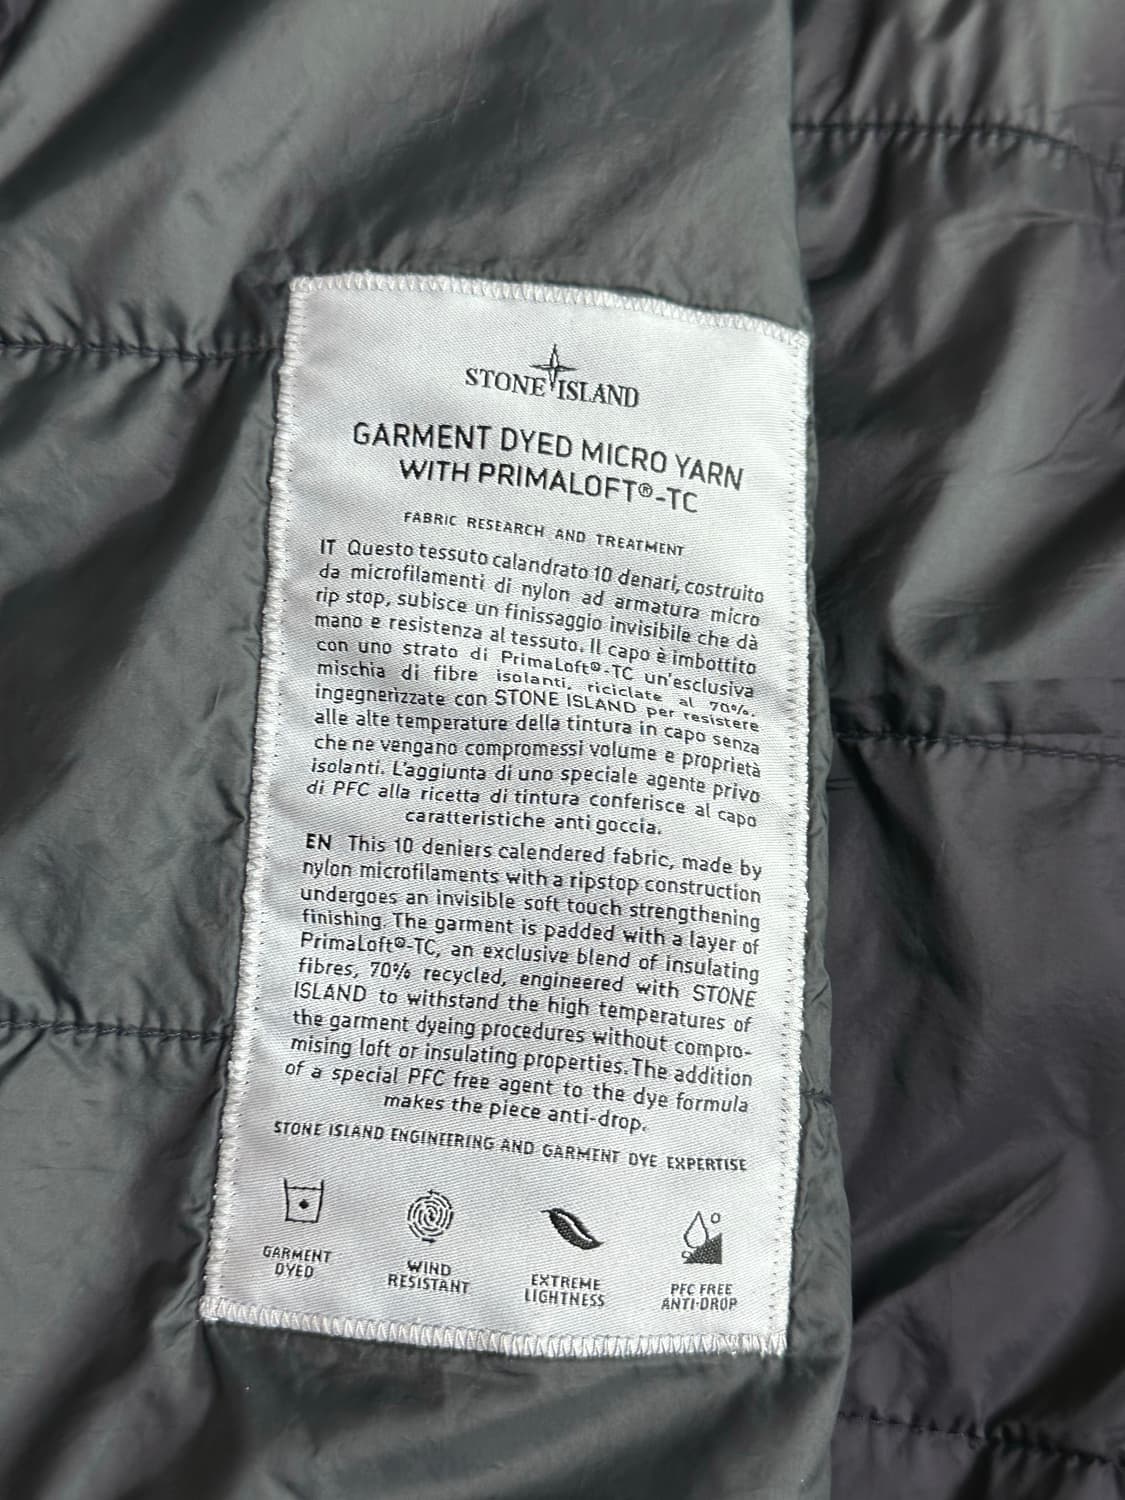 STONE ISLAND
GARMENT DYED MICRO YARN
WITH PRIMALOFT®-TC
FABRIC RESEARCH AND TREATMENT
IT Questo tessuto calandrato 10 denari, costruito
da microfilamenti di nylon ad armatura micro
rip stop, subisce un finissaggio invisibile che dà
mano e resistenza al tessuto. Il capo è imbottito
con uno strato di PrimaLoft®-TC un'esclusiva
mischia di fibre isolanti, riciclate al 70%,
ingegnerizzate con STONE ISLAND per resistere
alle alte temperature della tintura in capo senza
che ne vengano compromessi volume e proprietà
isolanti. L'aggiunta di uno speciale agente privo
di PFC alla ricetta di tintura conferisce al capo
caratteristiche anti goccia.
EN This 10 deniers calendered fabric, made by
nylon microfilaments with a ripstop construction
undergoes an invisible soft touch strengthening
finishing. The garment is padded with a layer of
PrimaLoft®-TC, an exclusive blend of insulating
fibres, 70% recycled, engineered with STONE
ISLAND to withstand the high temperatures of
the garment dyeing procedures without compro-
mising loft or insulating properties. The addition
of a special PFC free agent to the dye formula
makes the piece anti-drop.
STONE ISLAND ENGINEERING AND GARMENT DYE EXPERTISE
GARMENT
DYED
WIND
RESISTANT
EXTREME
LIGHTNESS
PFC FREE
ANTI-DROP